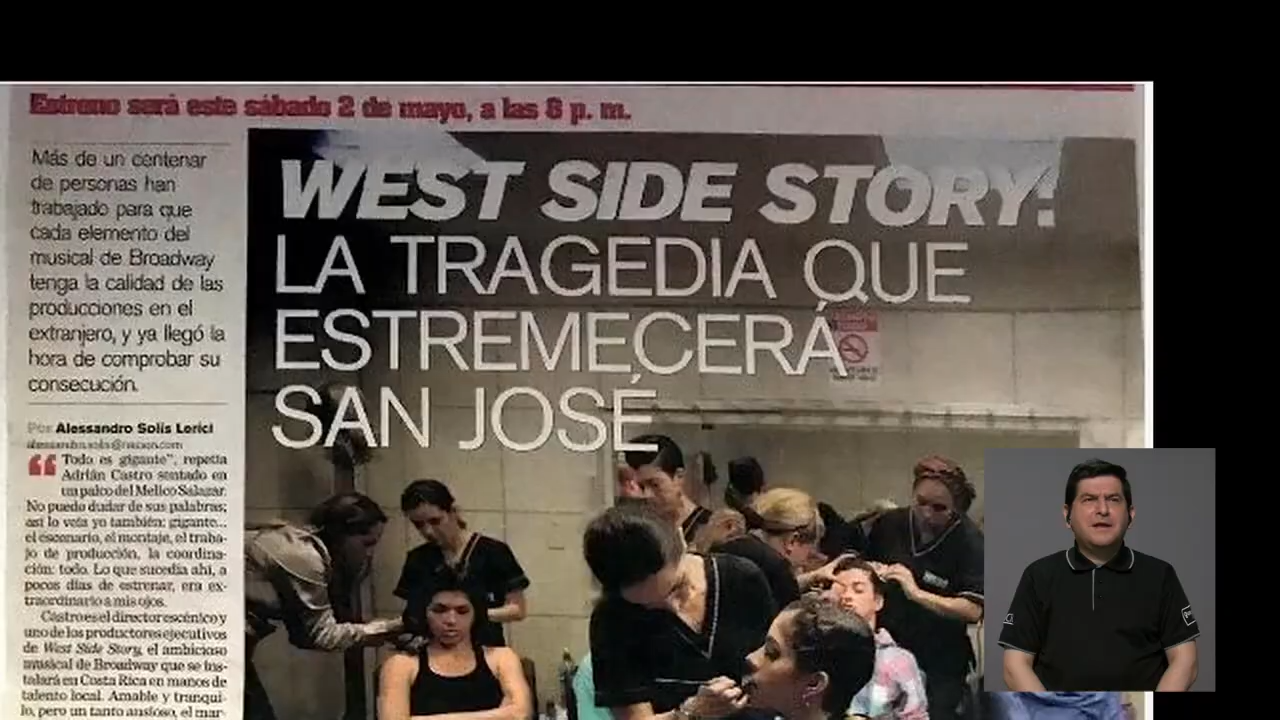 Estreno será este sábado 2 de mayo, a las 8 p. m.
Más de un centenar
de personas han
trabajado para que
cada elemento del
musical de Broadway
tenga la calidad de las
producciones en el
extranjero, y ya llegó la
hora de comprobar su
consecución.
Por Alessandro Solís Lerici
alessandro.solis@nacion.com
“Todo es gigante”, repetía
Adrián Castro sentado en
un palco del Melico Salazar.
No puedo dudar de sus palabras;
así lo veía yo también: gigante...
el escenario, el montaje, el traba-
jo de producción, la coordina-
ción: todo. Lo que sucedía ahí, a
pocos días de estrenar, era ex-
traordinario a mis ojos.
Castro es el director escénico y
uno de los productores ejecutivos
de West Side Story, el ambicioso
musical de Broadway que se ins-
talará en Costa Rica en manos de
talento local. Amable y tranqui-
lo, pero un tanto ansioso, el mar-
WEST SIDE STORY:
LA TRAGEDIA QUE
ESTREMECERÁ
SAN JOSÉ